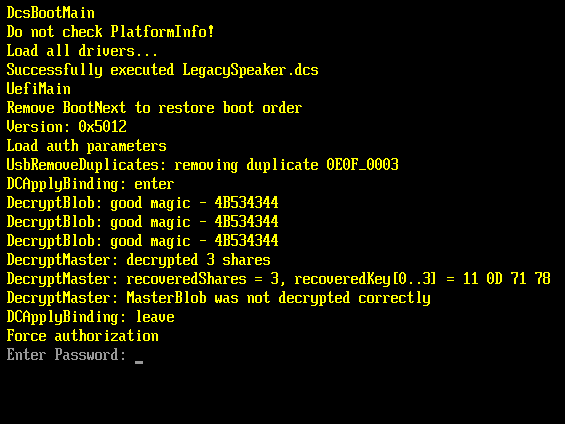 DcsBootMain
Do not check PlatformInfo!
Load all drivers...
Successfully executed LegacySpeaker.dcs
UefiMain
Remove BootNext to restore boot order
Version: 0x5012
Load auth parameters
UsbRemoveDuplicates: removing duplicate 0E0F_0003
DCApplyBinding: enter
DecryptBlob: good magic - 4B534344
DecryptBlob: good magic - 4B534344
DecryptBlob: good magic - 4B534344
DecryptMaster: decrypted 3 shares
DecryptMaster: recoveredShares = 3, recoveredKey[0..3] = 11 0D 71 78
DecryptMaster: MasterBlob was not decrypted correctly
DCApplyBinding: leave
Force authorization
Enter Password: _